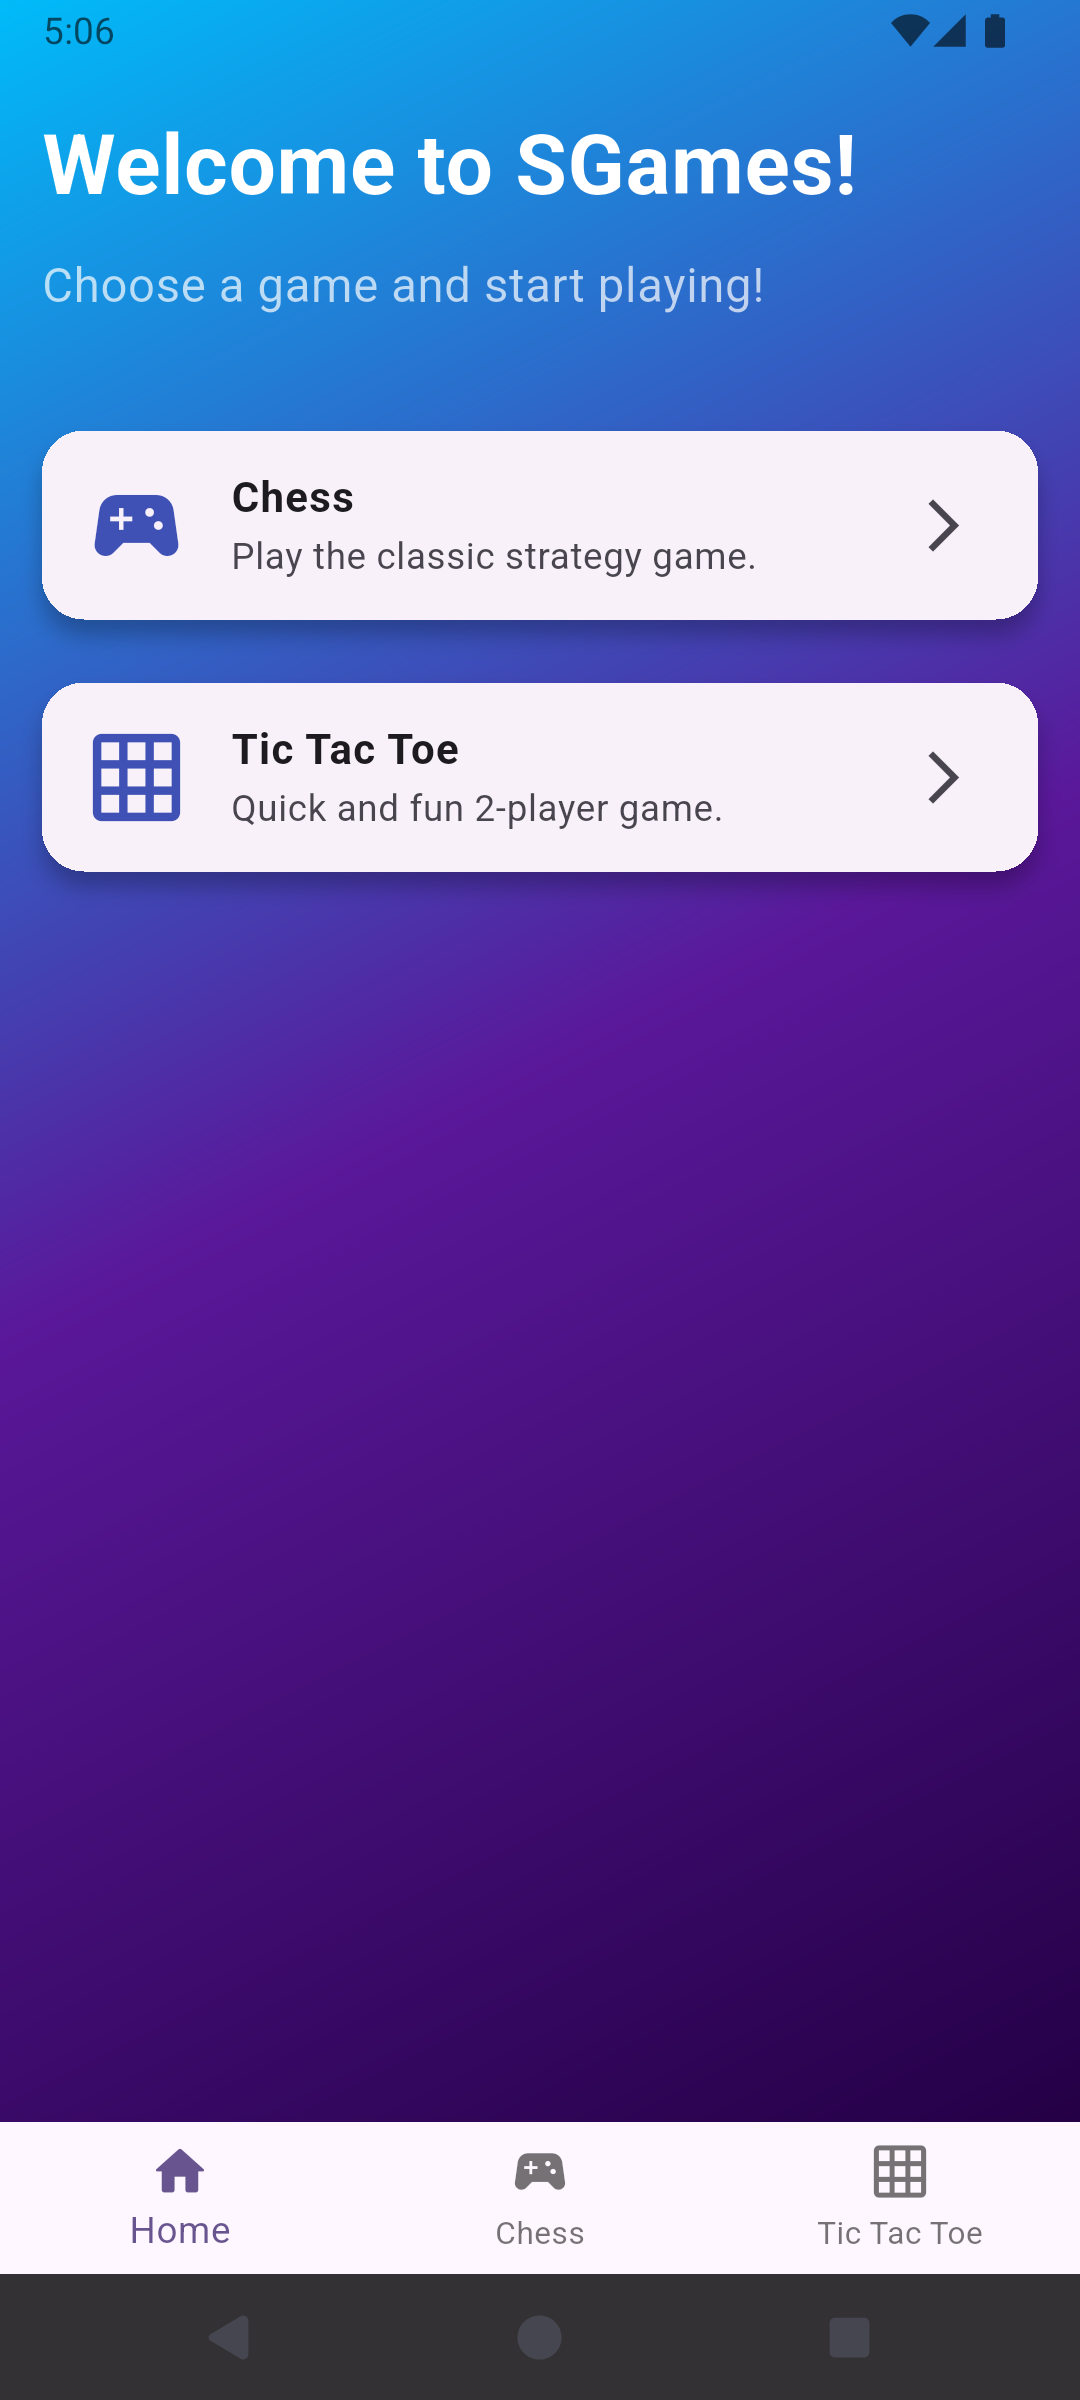 5:06
Welcome to SGames!
Choose a game and start playing!
Chess
Play the classic strategy game.
Tic Tac Toe
Quick and fun 2-player game.
Home
Chess
Tic Tac Toe